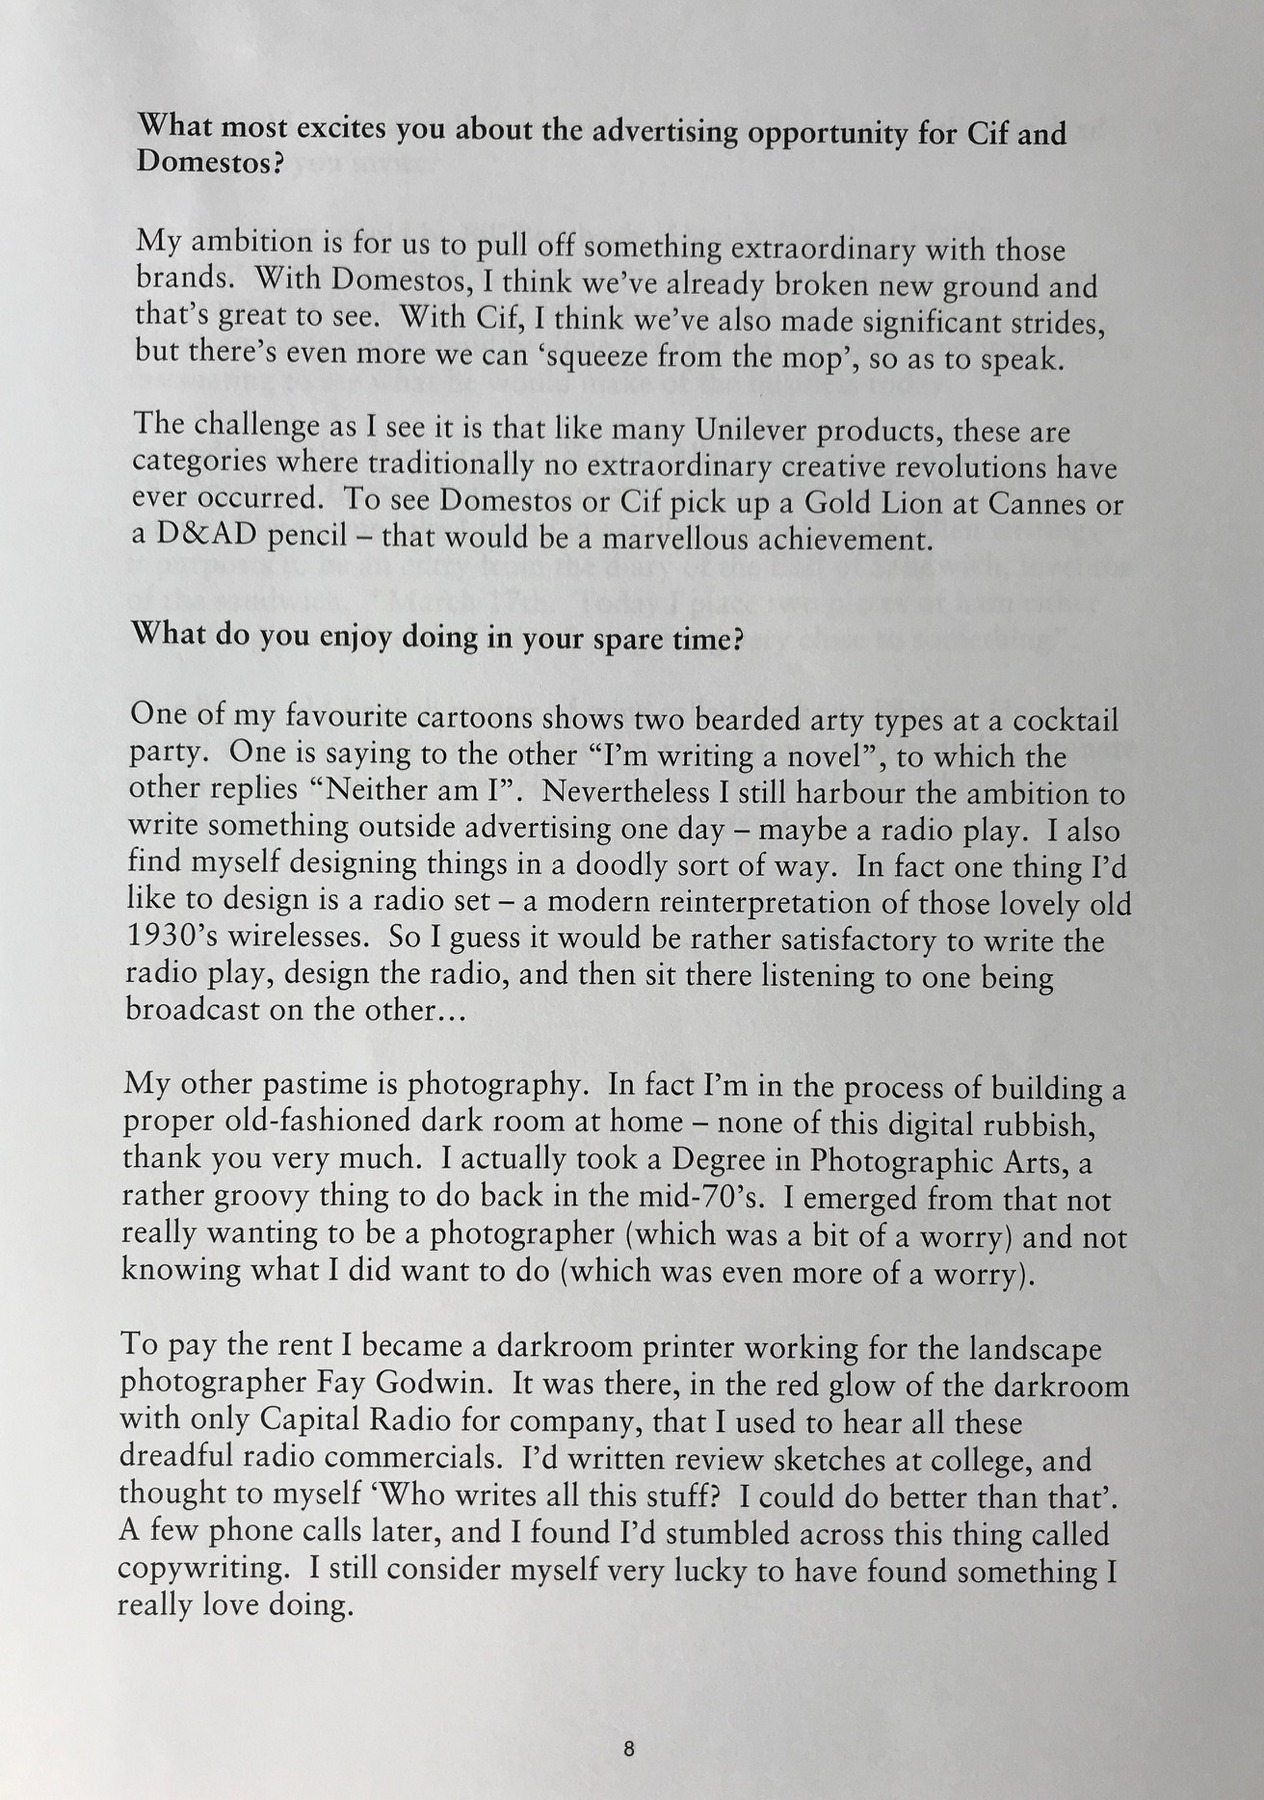 What most excites you about the advertising opportunity for Cif and
Domestos?
My ambition is for us to pull off something extraordinary with those
brands.  With Domestos, I think we've already broken new ground and
that's great to see.  With Cif, I think we've also made significant strides,
but there's even more we can ‘squeeze from the mop’, so as to speak.
The challenge as I see it is that like many Unilever products, these are
categories where traditionally no extraordinary creative revolutions have
ever occurred.  To see Domestos or Cif pick up a Gold Lion at Cannes or
a D&AD pencil – that would be a marvellous achievement.
What do you enjoy doing in your spare time?
One of my favourite cartoons shows two bearded arty types at a cocktail
party.  One is saying to the other “I'm writing a novel”, to which the
other replies “Neither am I”.  Nevertheless I still harbour the ambition to
write something outside advertising one day – maybe a radio play.  I also
find myself designing things in a doodly sort of way.  In fact one thing I'd
like to design is a radio set – a modern reinterpretation of those lovely old
1930's wirelesses.  So I guess it would be rather satisfactory to write the
radio play, design the radio, and then sit there listening to one being
broadcast on the other…
My other pastime is photography.  In fact I'm in the process of building a
proper old-fashioned dark room at home – none of this digital rubbish,
thank you very much.  I actually took a Degree in Photographic Arts, a
rather groovy thing to do back in the mid-70's.  I emerged from that not
really wanting to be a photographer (which was a bit of a worry) and not
knowing what I did want to do (which was even more of a worry).
To pay the rent I became a darkroom printer working for the landscape
photographer Fay Godwin.  It was there, in the red glow of the darkroom
with only Capital Radio for company, that I used to hear all these
dreadful radio commercials.  I'd written review sketches at college, and
thought to myself ‘Who writes all this stuff?  I could do better than that’.
A few phone calls later, and I found I'd stumbled across this thing called
copywriting.  I still consider myself very lucky to have found something I
really love doing.
8